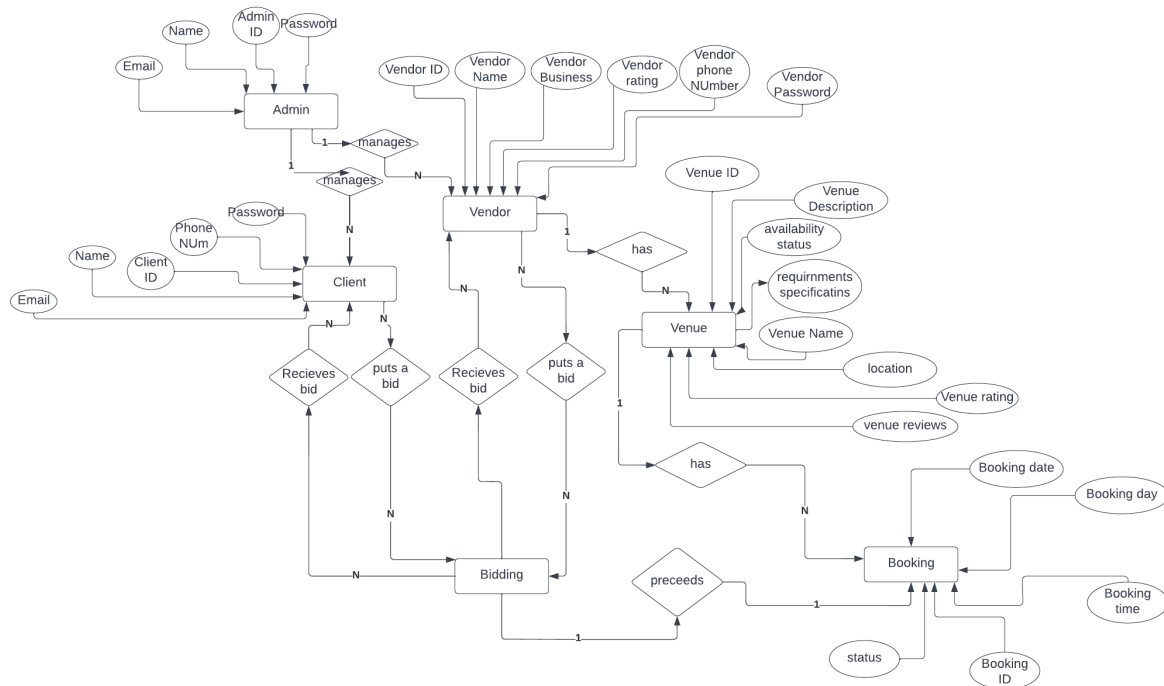 Admin
ID
Password
Name
Email
Admin
Vendor ID
Vendor
Name
Vendor
Business
Vendor
rating
Vendor
phone
NUmber
Vendor
Password
1
manages
1
manages
N
Vendor
Venue ID
Venue
Description
availability
status
requirnments
specificatins
Venue Name
location
Venue rating
venue reviews
1
has
N
Venue
Password
Phone
NUm
Name
Client
ID
Email
N
Client
N
N
N
N
Recieves
bid
puts a
bid
Recieves
bid
puts a
bid
1
has
N
N
N
N
Bidding
1
preceeds
1
Booking
Booking date
Booking day
Booking
time
Booking
ID
status